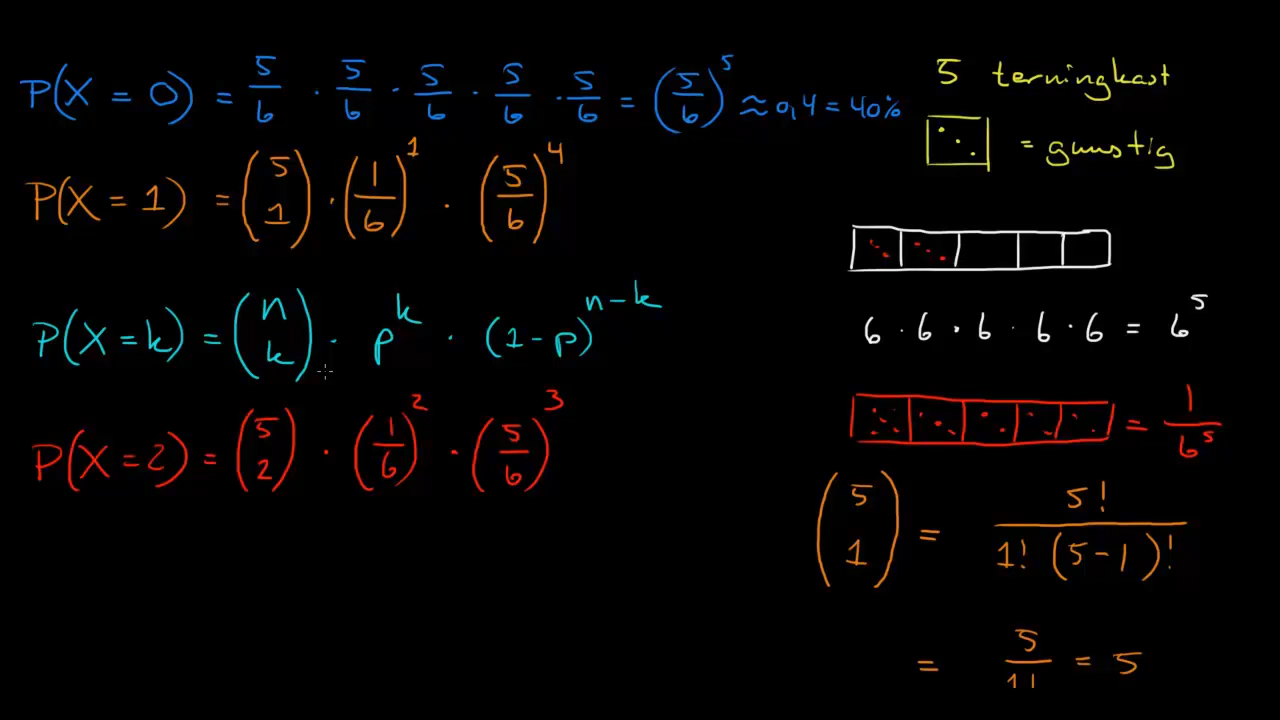 P(X = 0) = 5/6 · 5/6 · 5/6 · 5/6 · 5/6 = (5/6)^5 ≈ 0,4 = 40%
P(X = 1) = (5 1) · (1/6)^1 · (5/6)^4
P(X = k) = (n k) · p^k · (1-p)^(n-k)
P(X = 2) = (5 2) · (1/6)^2 · (5/6)^3
5 terningkast
= gunstig
6 · 6 · 6 · 6 · 6 = 6^5
= 1/6^5
(5 1) = 5!/(1! (5-1)!)
= 5/1! = 5